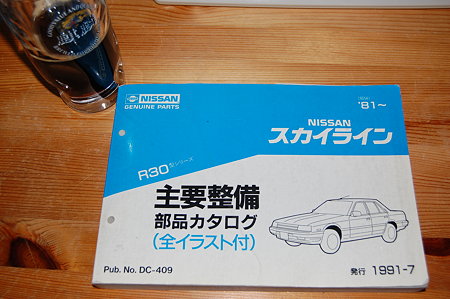 NISSAN
GENUINE PARTS
'81~
NISSAN
スカイライン
R30型シリーズ
主要整備
部品カタログ
(全イラスト付)
Pub. No. DC-409
発行 1991-7